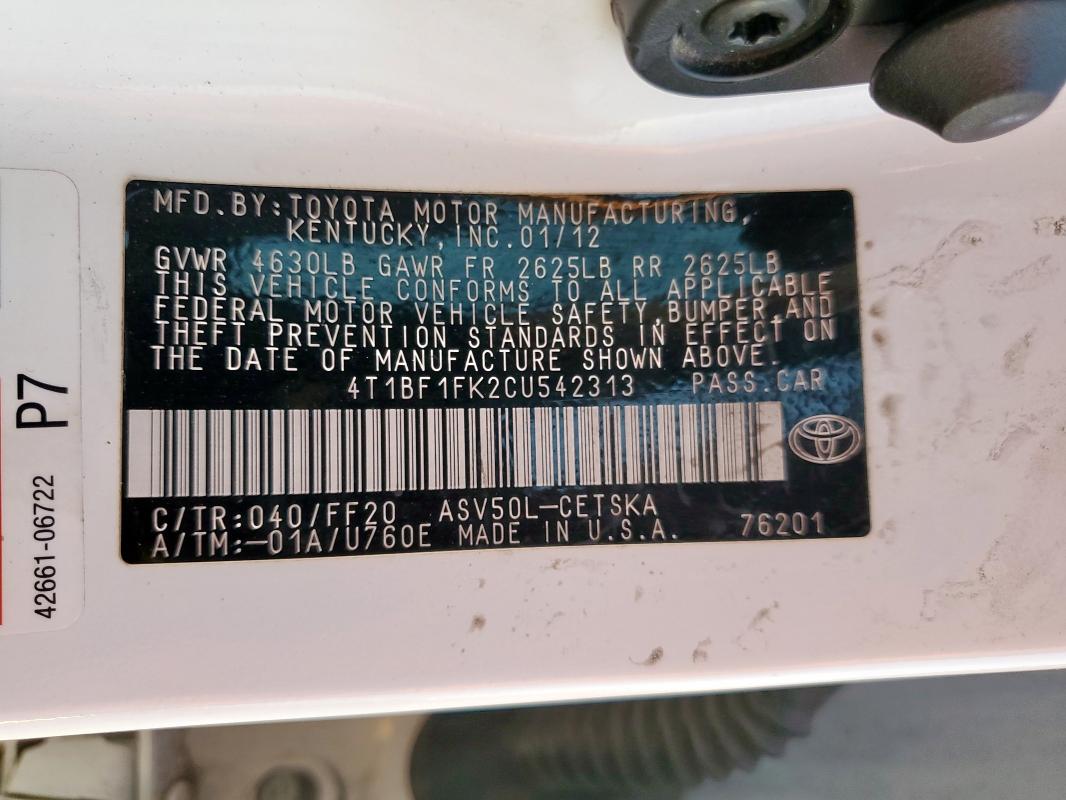 MFD.BY:TOYOTA MOTOR MANUFACTURING,
KENTUCKY,INC.01/12
GVWR 4630LB GAWR FR 2625LB RR 2625LB
THIS VEHICLE CONFORMS TO ALL APPLICABLE
FEDERAL MOTOR VEHICLE SAFETY,BUMPER,AND
THEFT PREVENTION STANDARDS IN EFFECT ON
THE DATE OF MANUFACTURE SHOWN ABOVE.
4T1BF1FK2CU542313 PASS.CAR
C/TR:040/FF20 ASV50L-CETSKA
A/TM:-01A/U760E MADE IN U.S.A. 76201
P7
42661-06722